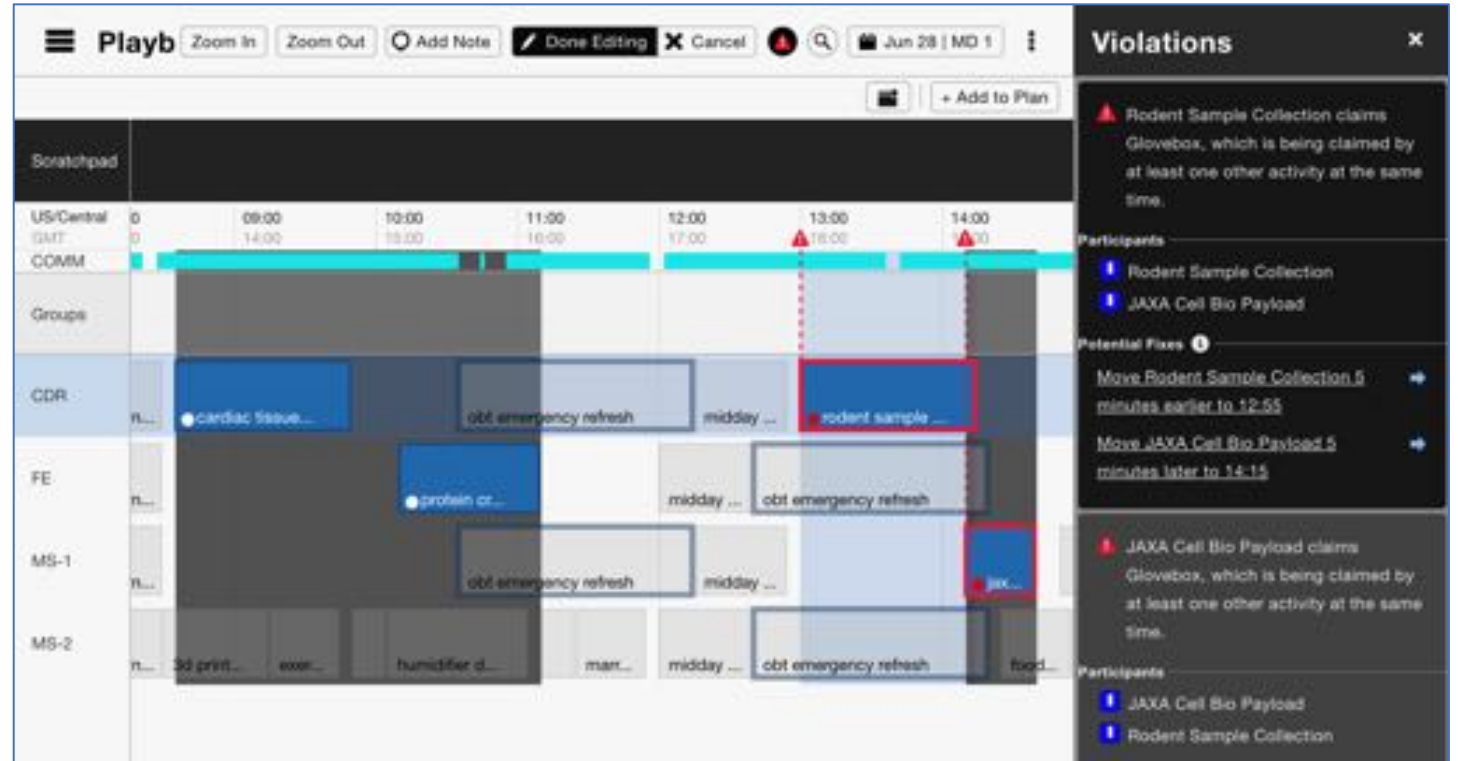 Playb Zoom In Zoom Out Add Note Done Editing Cancel Jun 28 | MD 1
+ Add to Plan
Scratchpad
US/Central 0 09:00 10:00 11:00 12:00 13:00 14:00
GMT 0 14:00 15:00 16:00 17:00 18:00 00
COMM
Groups
CDR
n... cardiac tissue... obt emergency refresh midday ... rodent sample ...
FE
n... protein cr... midday ... obt emergency refresh
MS-1
n... obt emergency refresh midday ... jax...
MS-2
n... 3d print... exer... humidifier d... marr... midday ... obt emergency refresh food...
Violations
Rodent Sample Collection claims
Glovebox, which is being claimed by
at least one other activity at the same
time.
Participants
Rodent Sample Collection
JAXA Cell Bio Payload
Potential Fixes
Move Rodent Sample Collection 5
minutes earlier to 12:55
Move JAXA Cell Bio Payload 5
minutes later to 14:15
JAXA Cell Bio Payload claims
Glovebox, which is being claimed by
at least one other activity at the same
time.
Participants
JAXA Cell Bio Payload
Rodent Sample Collection